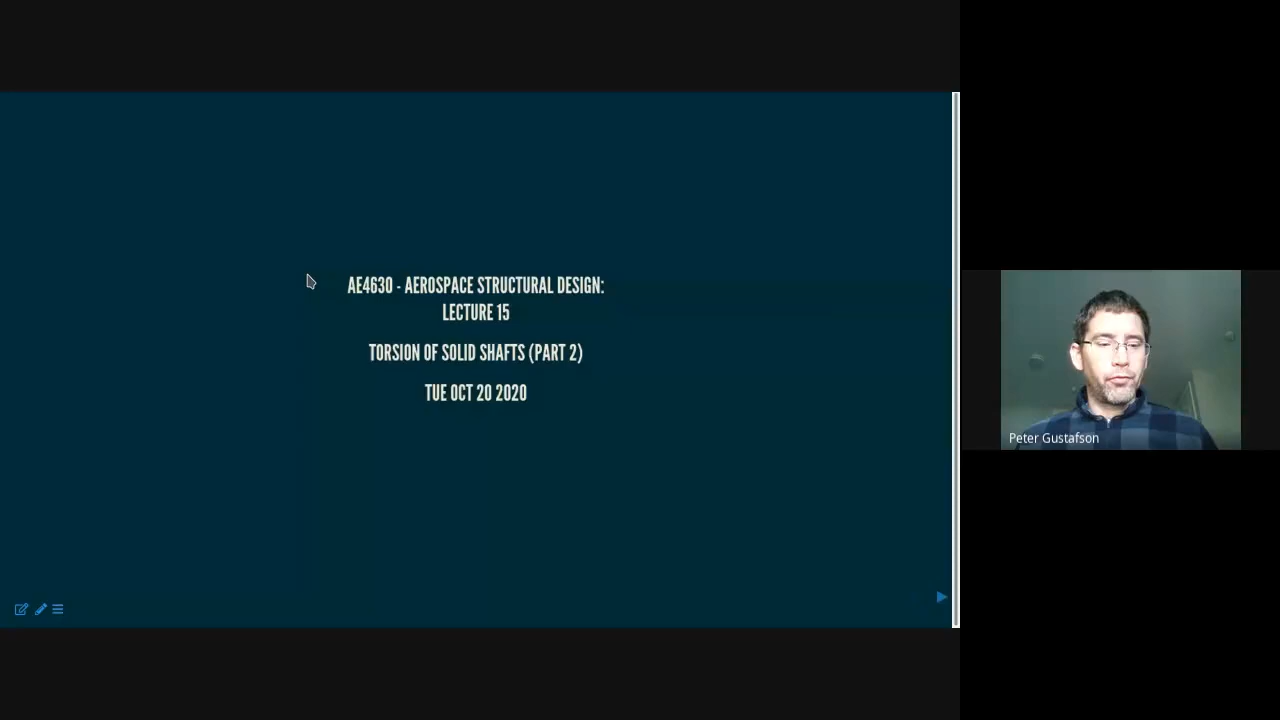 AE4630 - AEROSPACE STRUCTURAL DESIGN:
LECTURE 15
TORSION OF SOLID SHAFTS (PART 2)
TUE OCT 20 2020
Peter Gustafson